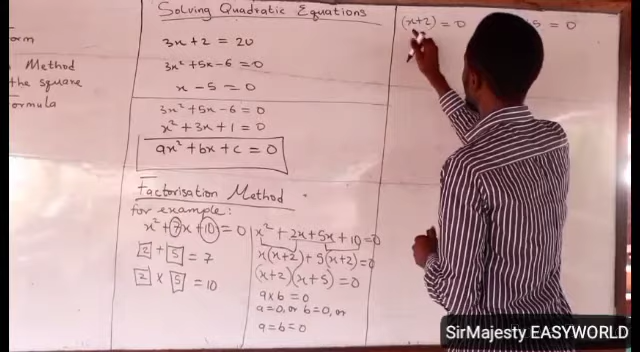 orm
Method
the square
Formula
Solving Quadratic Equations
3x + 2 = 20
3x² + 5x - 6 = 0
x - 5 = 0
3x² + 5x - 6 = 0
x² + 3x + 1 = 0
ax² + bx + c = 0
Factorisation Method
for example:
x² + 7x + 10 = 0
2 + 5 = 7
2 x 5 = 10
x² + 2x + 5x + 10 = 0
x(x+2) + 5(x+2) = 0
(x+2)(x+5) = 0
a x b = 0
a = 0, or b = 0, or
a = b = 0
(x+2) = 0
5 = 0
SirMajesty EASYWORLD